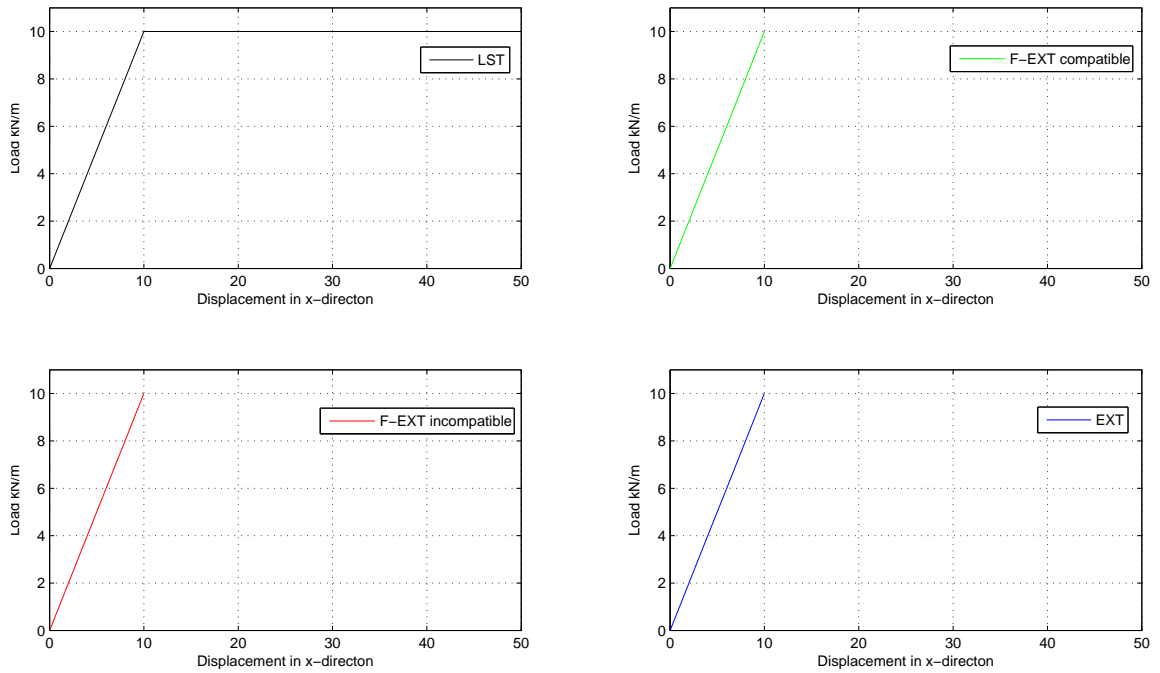 10
8
6
4
2
0
Load kN/m
LST
0 10 20 30 40 50
Displacement in x-directon
10
8
6
4
2
0
Load kN/m
F-EXT compatible
0 10 20 30 40 50
Displacement in x-directon
10
8
6
4
2
0
Load kN/m
F-EXT incompatible
0 10 20 30 40 50
Displacement in x-directon
10
8
6
4
2
0
Load kN/m
EXT
0 10 20 30 40 50
Displacement in x-directon